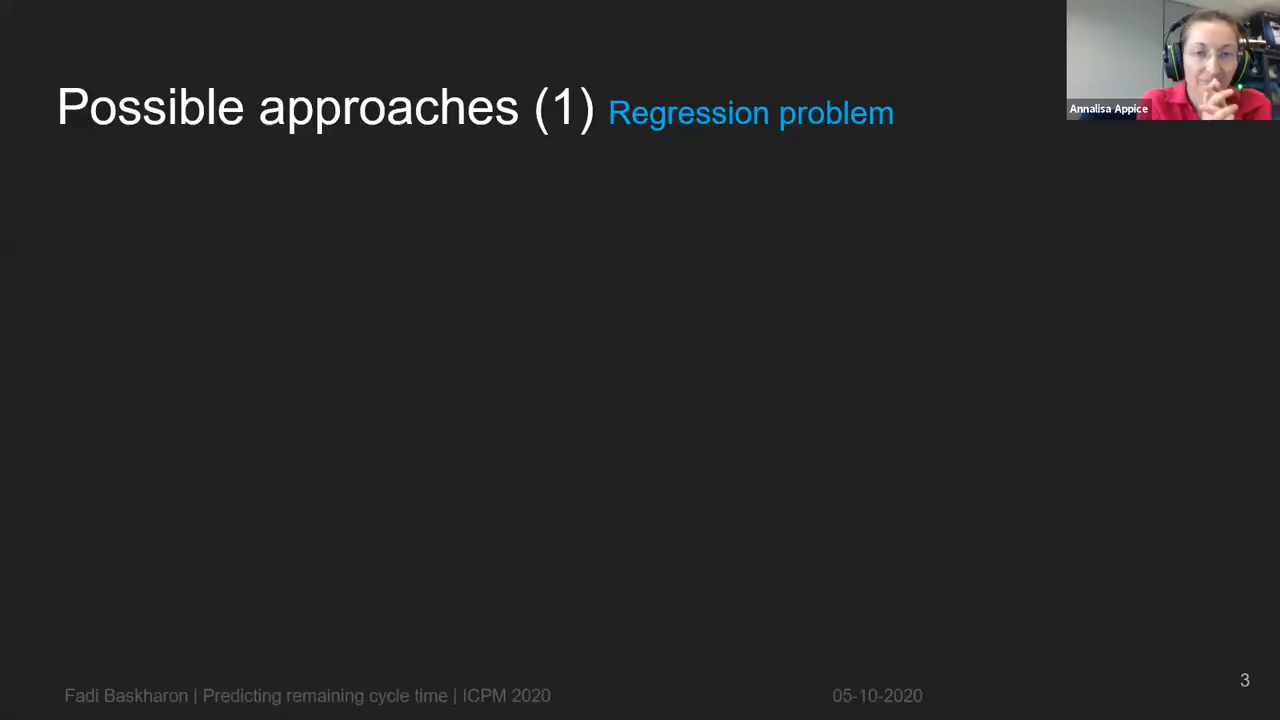 Annalisa Appice
Possible approaches (1) Regression problem
3
Fadi Baskharon | Predicting remaining cycle time | ICPM 2020 05-10-2020